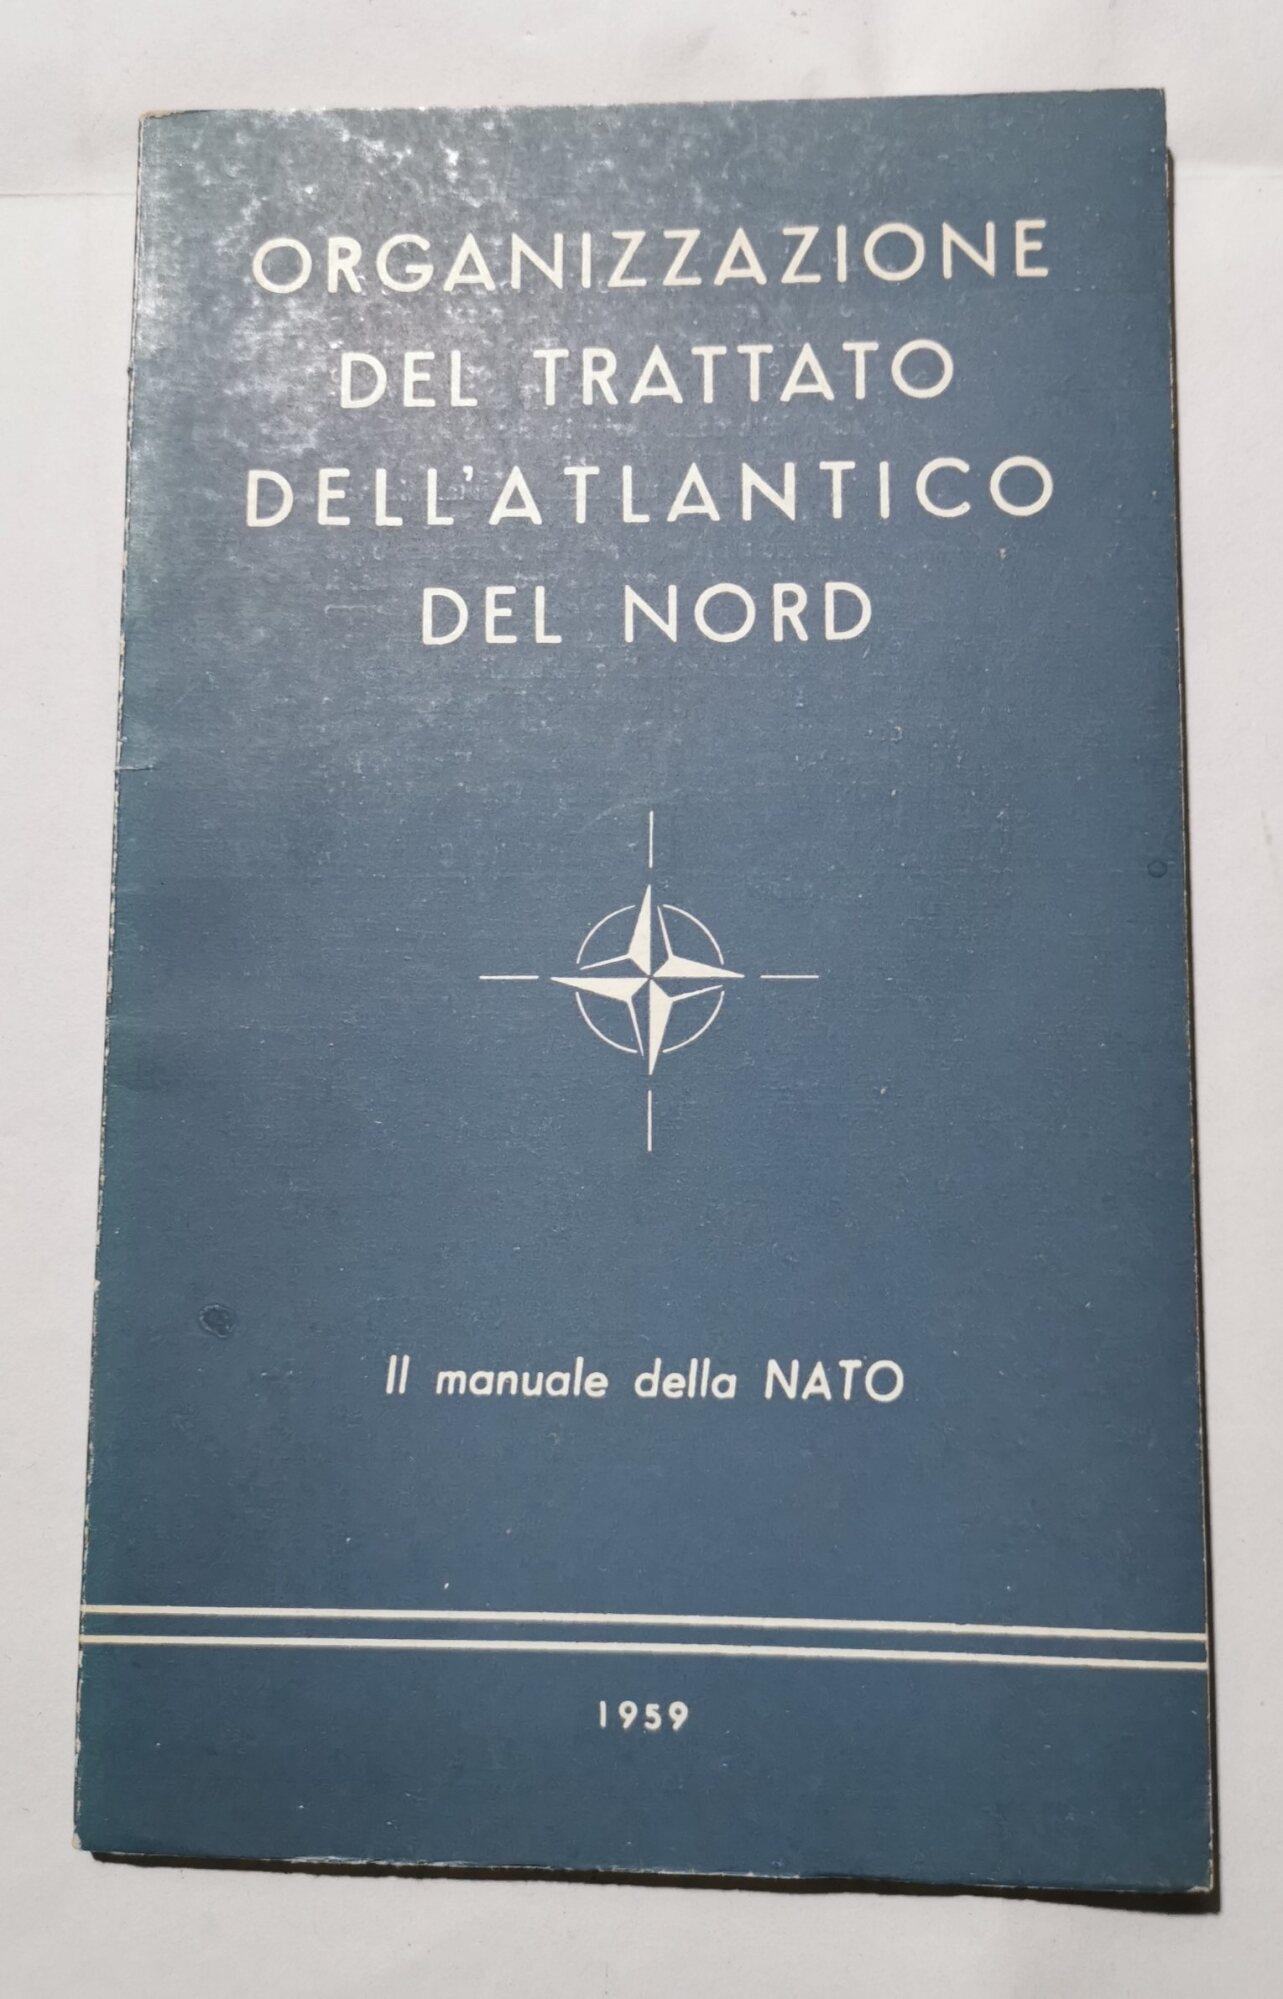 ORGANIZZAZIONE
DEL TRATTATO
DELL'ATLANTICO
DEL NORD
Il manuale della NATO
1959